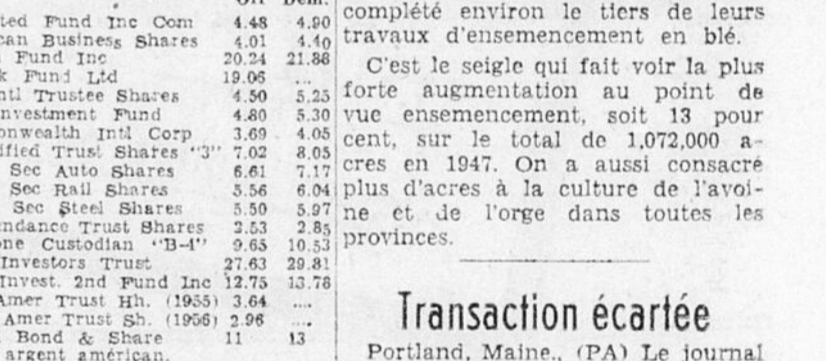 Off Dem.
ted Fund Inc Com 4.48 4.90
can Business Shares 4.01 4.40
Fund Inc 20.24 21.88
k Fund Ltd 19.06 ...
ntl Trustee Shares 4.50 5.25
nvestment Fund 4.80 5.30
onwealth Intl Corp 3.69 4.05
ified Trust Shares "3" 7.02 8.05
Sec Auto Shares 6.61 7.17
Sec Rail Shares 5.56 6.04
Sec Steel Shares 5.50 5.97
ndance Trust Shares 2.53 2.85
one Custodian "B-4" 9.65 10.53
Investors Trust 27.63 29.81
Invest. 2nd Fund Inc 12.75 13.78
Amer Trust Hh. (1955) 3.64 ....
Amer Trust Sh. (1956) 2.96 ....
Bond & Share 11 13
argent américan.
complété environ le tiers de leurs
travaux d'ensemencement en blé.
C'est le seigle qui fait voir la plus
forte augmentation au point de
vue ensemencement, soit 13 pour
cent, sur le total de 1,072,000 a-
cres en 1947. On a aussi consacré
plus d'acres à la culture de l'avoi-
ne et de l'orge dans toutes les
provinces.
Transaction écartée
Portland, Maine., (PA) Le journal